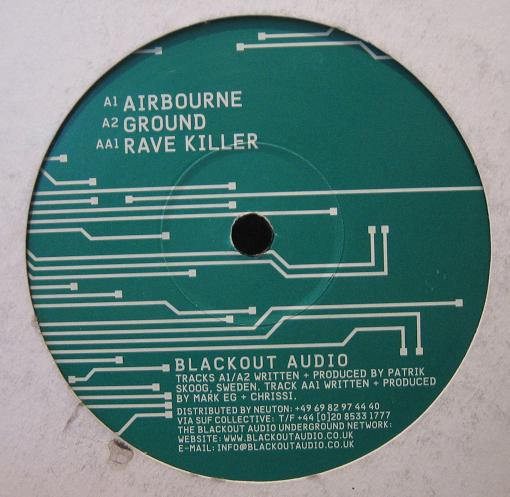 A1 AIRBOURNE
A2 GROUND
AA1 RAVE KILLER
BLACKOUT AUDIO
TRACKS A1/A2 WRITTEN + PRODUCED BY PATRIK
SKOOG, SWEDEN. TRACK AA1 WRITTEN + PRODUCED
BY MARK EG + CHRISSI.
DISTRIBUTED BY NEUTON: +49 69 82 97 44 40
VIA SUF COLLECTIVE: T/F +44 [0]20 8533 1777
THE BLACKOUT AUDIO UNDERGROUND NETWORK:
WEBSITE: WWW.BLACKOUTAUDIO.CO.UK
E-MAIL: INFO@BLACKOUTAUDIO.CO.UK